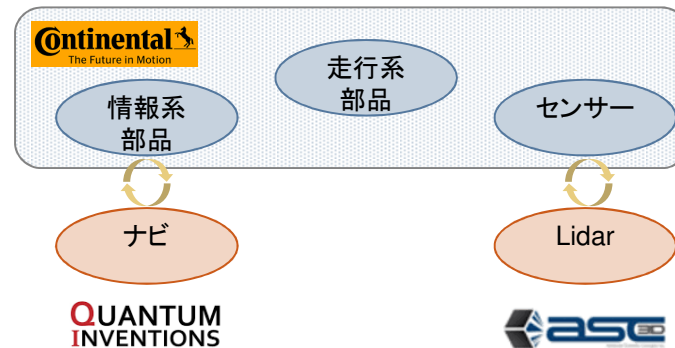 Continental
The Future in Motion
走行系
部品
情報系
部品
センサー
ナビ
Lidar
QUANTUM
INVENTIONS
asc
3D